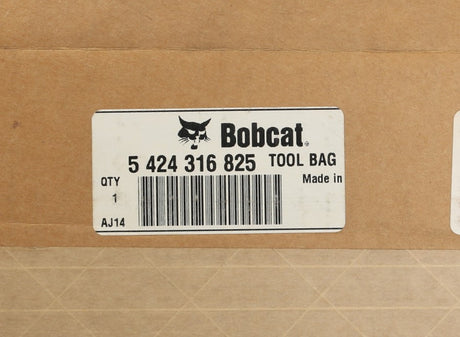 Bobcat.
5 424 316 825 TOOL BAG
QTY Made in
1
AJ14